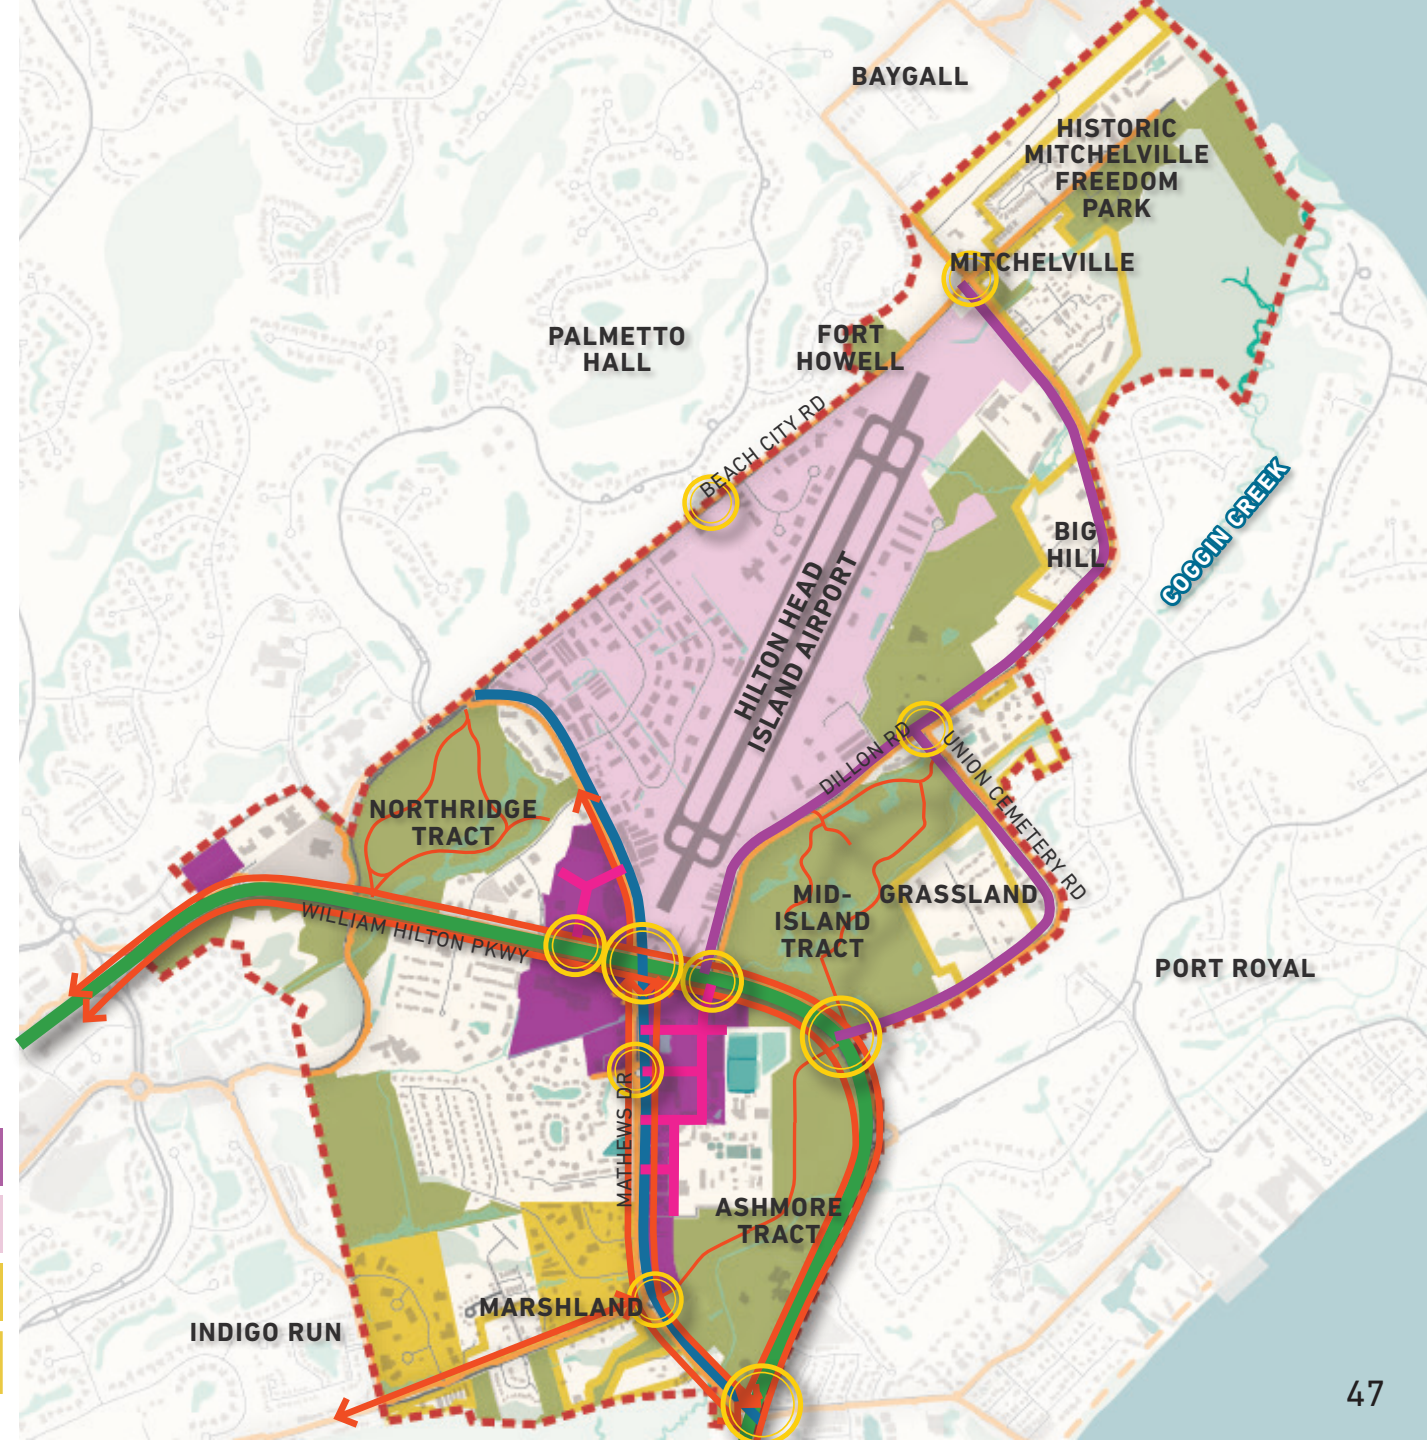 BAYGALL
HISTORIC
MITCHELVILLE
FREEDOM
PARK
MITCHELVILLE
PALMETTO
HALL
FORT
HOWELL
BEACH CITY RD
BIG
HILL
COGGIN CREEK
HILTON HEAD
ISLAND AIRPORT
DILLON RD
UNION CEMETERY RD
NORTHRIDGE
TRACT
MID-
ISLAND
TRACT
GRASSLAND
WILLIAM HILTON PKWY
PORT ROYAL
MATHEWS DR
ASHMORE
TRACT
MARSHLAND
INDIGO RUN
47